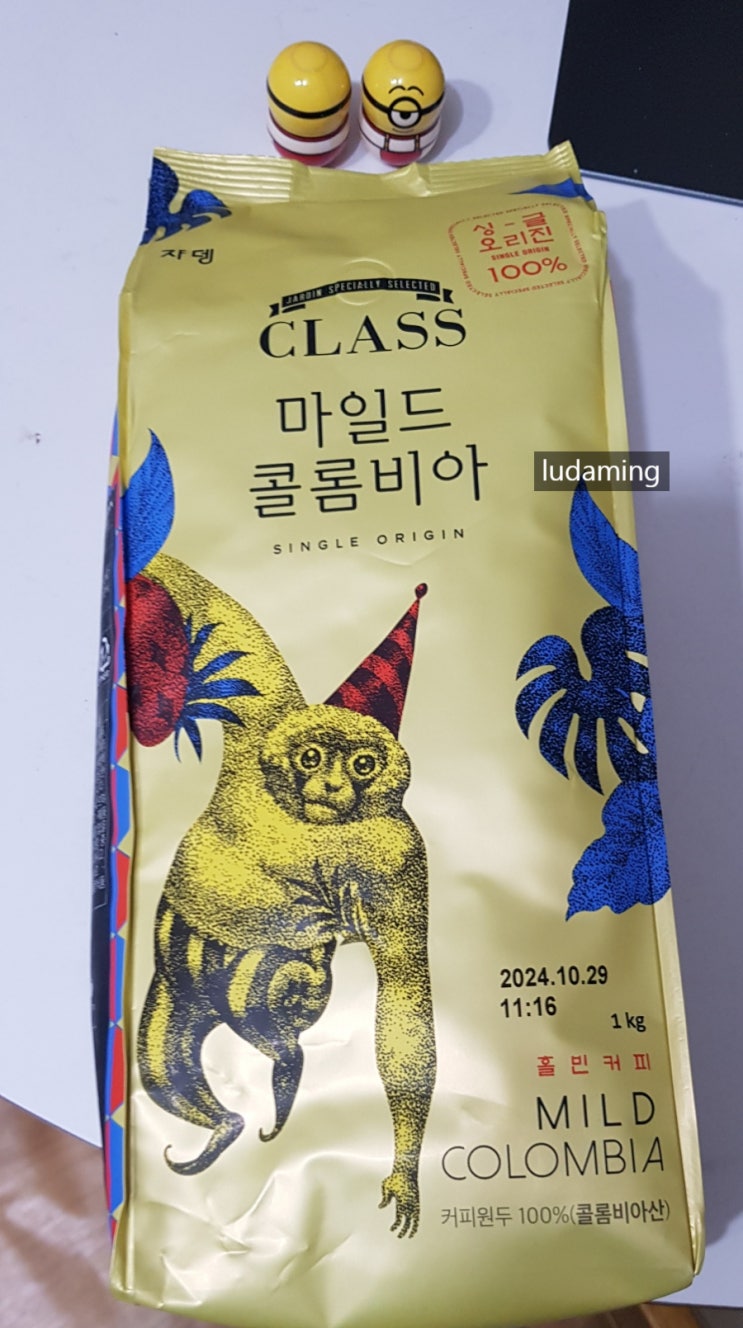 쟈뎅
싱글
오리진
SINGLE ORIGIN
100%
JARDIN SPECIALLY SELECTED
CLASS
마일드
콜롬비아
SINGLE ORIGIN
ludaming
2024.10.29
11:16
1 kg
홀빈커피
MILD
COLOMBIA
커피원두 100%(콜롬비아산)